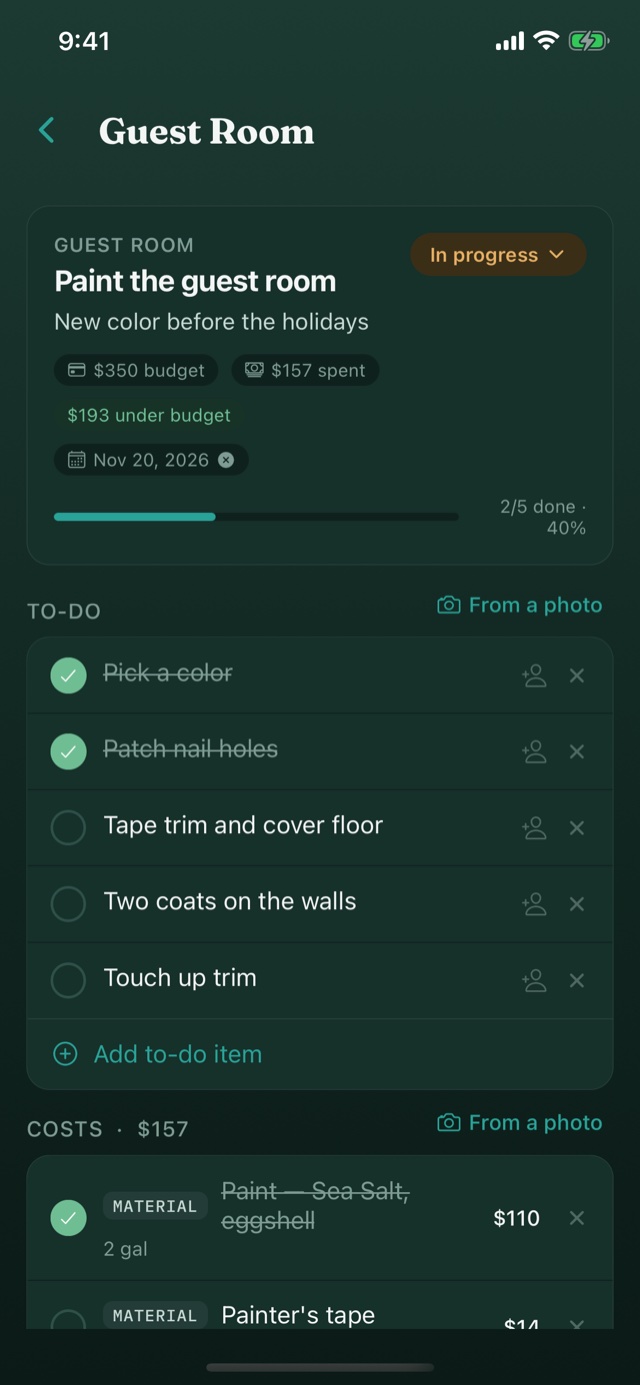 9:41
Guest Room
GUEST ROOM
In progress
Paint the guest room
New color before the holidays
$350 budget
$157 spent
$193 under budget
Nov 20, 2026
2/5 done ·
40%
TO-DO
From a photo
Pick a color
Patch nail holes
Tape trim and cover floor
Two coats on the walls
Touch up trim
Add to-do item
COSTS · $157
From a photo
MATERIAL
Paint — Sea Salt,
eggshell
$110
2 gal
MATERIAL
Painter's tape
$14